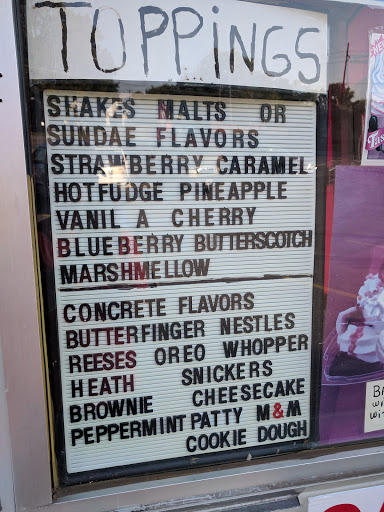 TOPPINGS
SHAKES MALTS OR
SUNDAE FLAVORS
STRAWBERRY CARAMEL
HOTFUDGE PINEAPPLE
VANIL A CHERRY
BLUEBERRY BUTTERSCOTCH
MARSHMELLOW
CONCRETE FLAVORS
BUTTERFINGER NESTLES
REESES OREO WHOPPER
HEATH SNICKERS
BROWNIE CHEESECAKE
PEPPERMINT PATTY M&M
COOKIE DOUGH